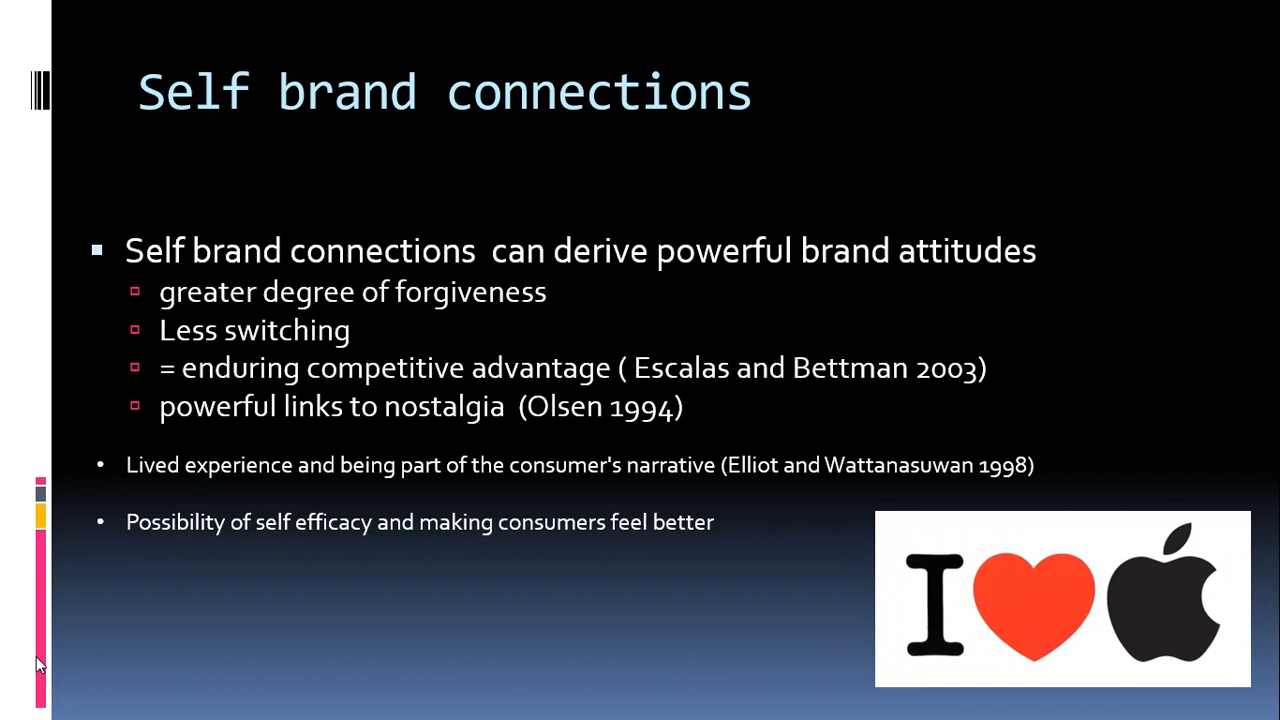 Self brand connections
Self brand connections can derive powerful brand attitudes
greater degree of forgiveness
Less switching
= enduring competitive advantage ( Escalas and Bettman 2003)
powerful links to nostalgia (Olsen 1994)
Lived experience and being part of the consumer's narrative (Elliot and Wattanasuwan 1998)
Possibility of self efficacy and making consumers feel better
I